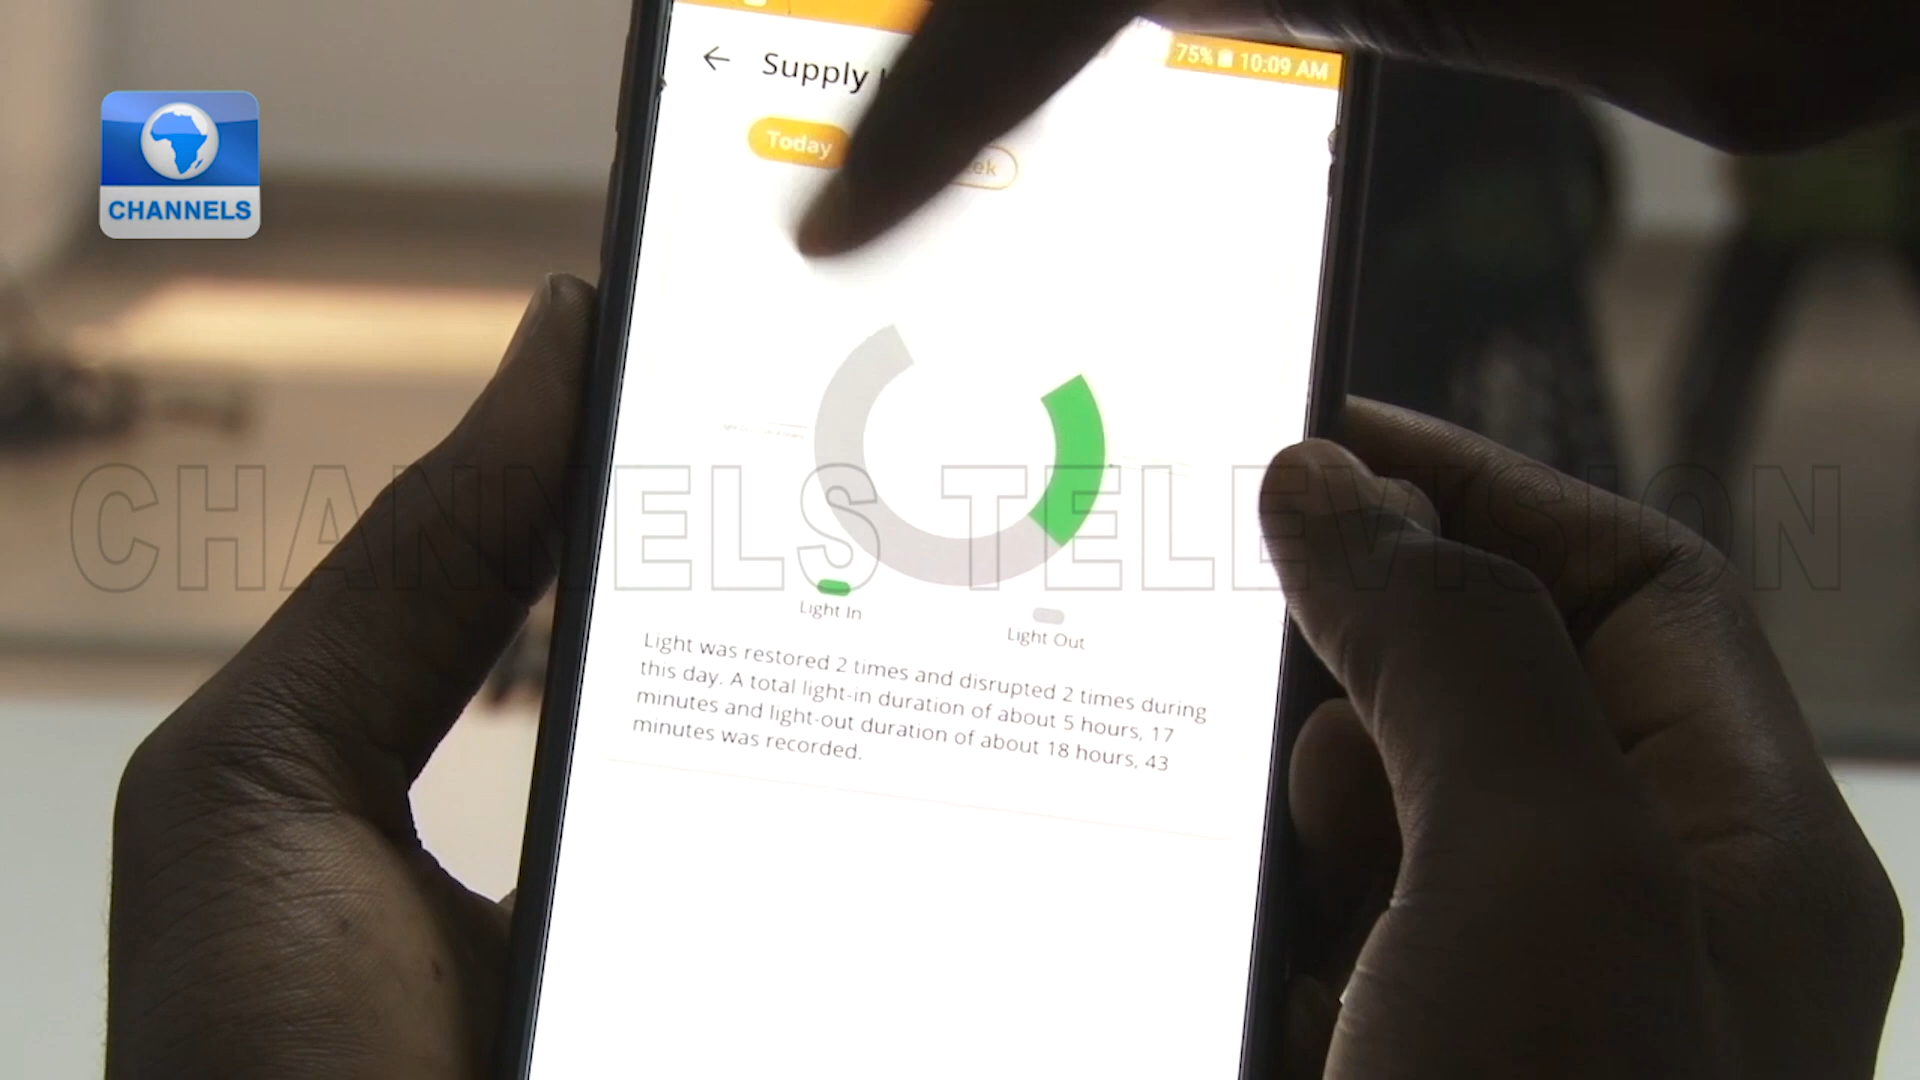 75% 10:09 AM
Supply
Today
CHANNELS
CHANNELS TELEVISION
Light In
Light Out
Light was restored 2 times and disrupted 2 times during
this day. A total light-in duration of about 5 hours, 17
minutes and light-out duration of about 18 hours, 43
minutes was recorded.